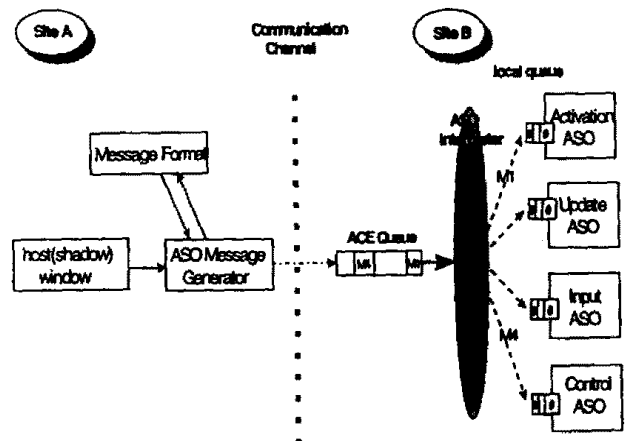 Site A
Communication
Channel
Site B
local queue
Activation
ASO
Message Format
M1
Update
ASO
host(shadow)
window
ASO Message
Generator
ACE Queue
Input
ASO
M4
Control
ASO